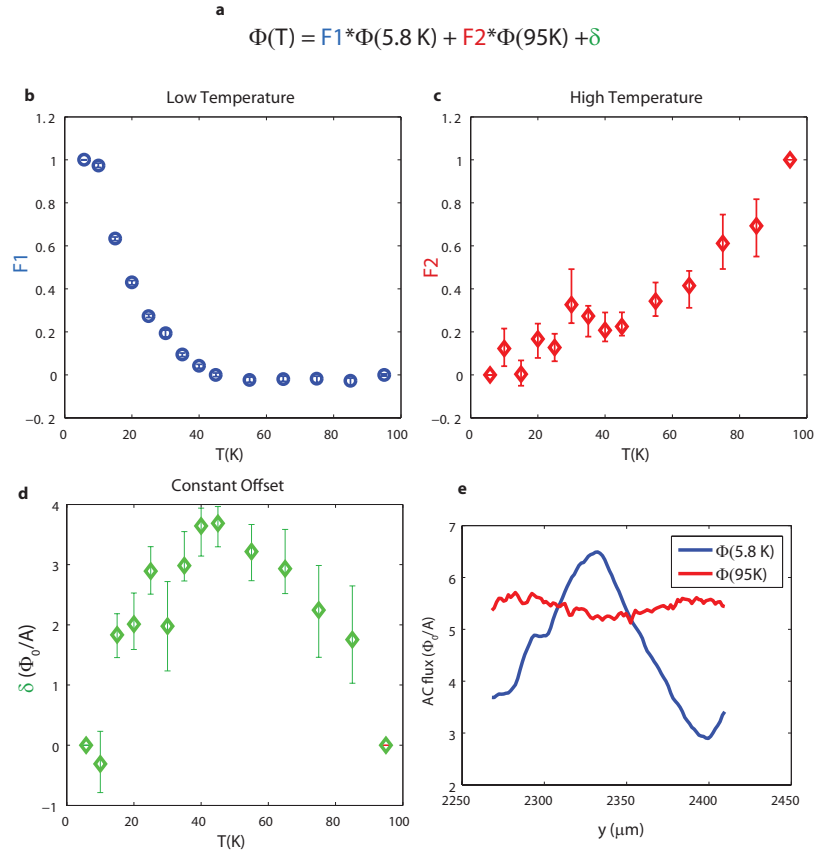 a
Φ(T) = F1*Φ(5.8 K) + F2*Φ(95K) +δ
b
Low Temperature
1.2
1
0.8
0.6
0.4
0.2
0
−0.2
F1
0 20 40 60 80 100
T(K)
c
High Temperature
1.2
1
0.8
0.6
0.4
0.2
0
−0.2
F2
0 20 40 60 80 100
T(K)
d
Constant Offset
4
3
2
1
0
−1
δ (Φ₀/A)
0 20 40 60 80 100
T(K)
e
7
6
5
4
3
2
AC flux (Φ₀/A)
Φ(5.8 K)
Φ(95K)
2250 2300 2350 2400 2450
y (μm)